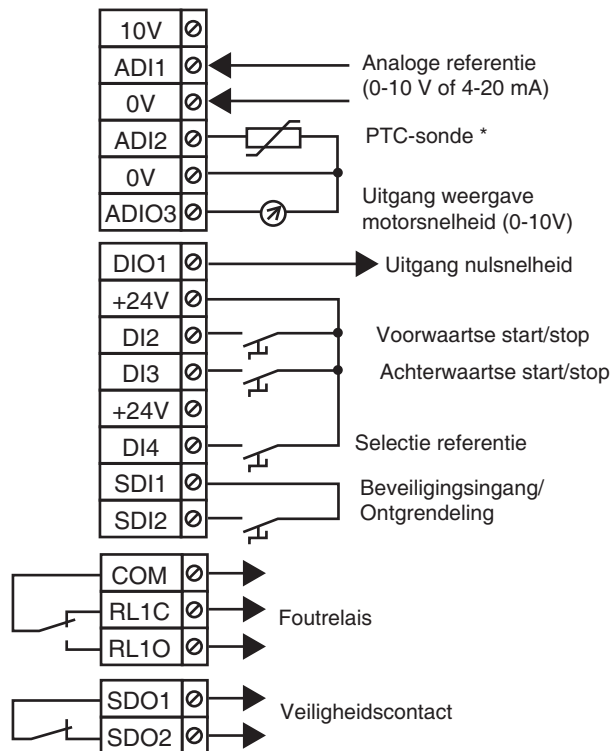 10V
ADI1
Analoge referentie
(0-10 V of 4-20 mA)
0V
ADI2
PTC-sonde *
0V
Uitgang weergave
motorsnelheid (0-10V)
ADIO3
DIO1
Uitgang nulsnelheid
+24V
DI2
Voorwaartse start/stop
DI3
Achterwaartse start/stop
+24V
DI4
Selectie referentie
SDI1
Beveiligingsingang/
Ontgrendeling
SDI2
COM
RL1C
Foutrelais
RL1O
SDO1
Veiligheidscontact
SDO2